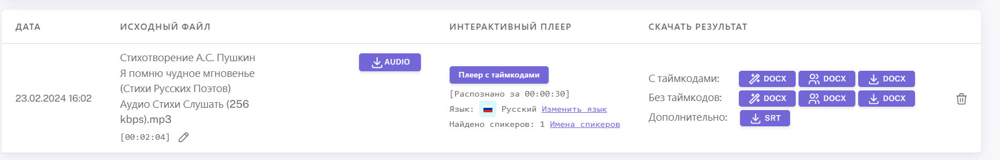 ДАТА
ИСХОДНЫЙ ФАЙЛ
ИНТЕРАКТИВНЫЙ ПЛЕЕР
СКАЧАТЬ РЕЗУЛЬТАТ
23.02.2024 16:02
Стихотворение А.С. Пушкин
Я помню чудное мгновенье
(Стихи Русских Поэтов)
Аудио Стихи Слушать (256
kbps).mp3
[00:02:04]
AUDIO
Плеер с таймкодами
[Распознано за 00:00:30]
Язык: Русский Изменить язык
Найдено спикеров: 1 Имена спикеров
С таймкодами: DOCX DOCX DOCX
Без таймкодов: DOCX DOCX DOCX
Дополнительно: SRT